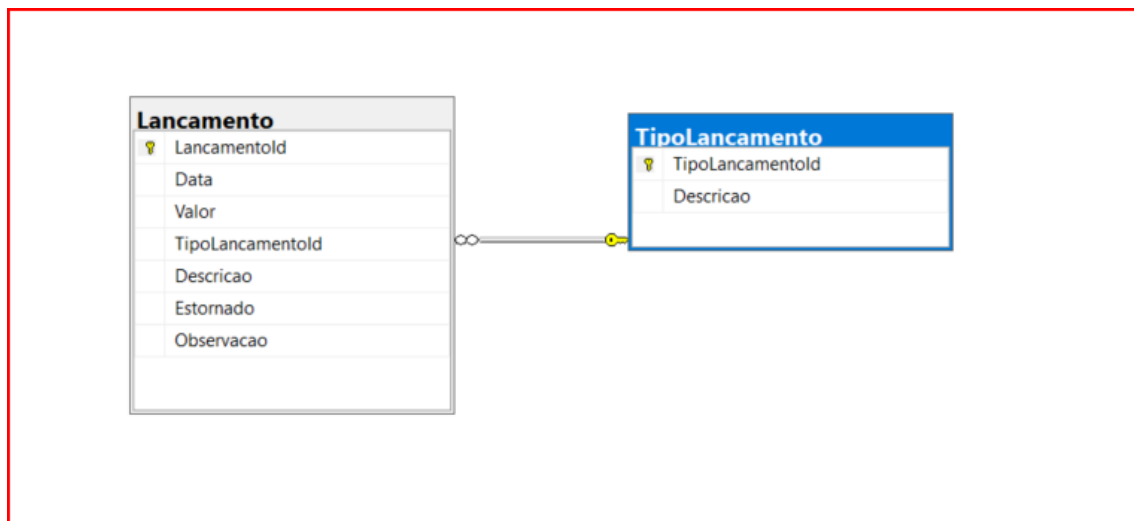 Lancamento
LancamentoId
Data
Valor
TipoLancamentoId
Descricao
Estornado
Observacao
TipoLancamento
TipoLancamentoId
Descricao